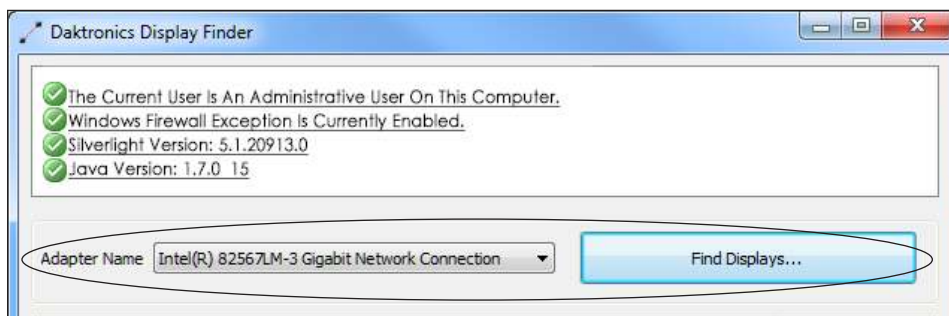 Daktronics Display Finder
The Current User Is An Administrative User On This Computer.
Windows Firewall Exception Is Currently Enabled.
Silverlight Version: 5.1.20913.0
Java Version: 1.7.0_15
Adapter Name Intel(R) 82567LM-3 Gigabit Network Connection Find Displays...